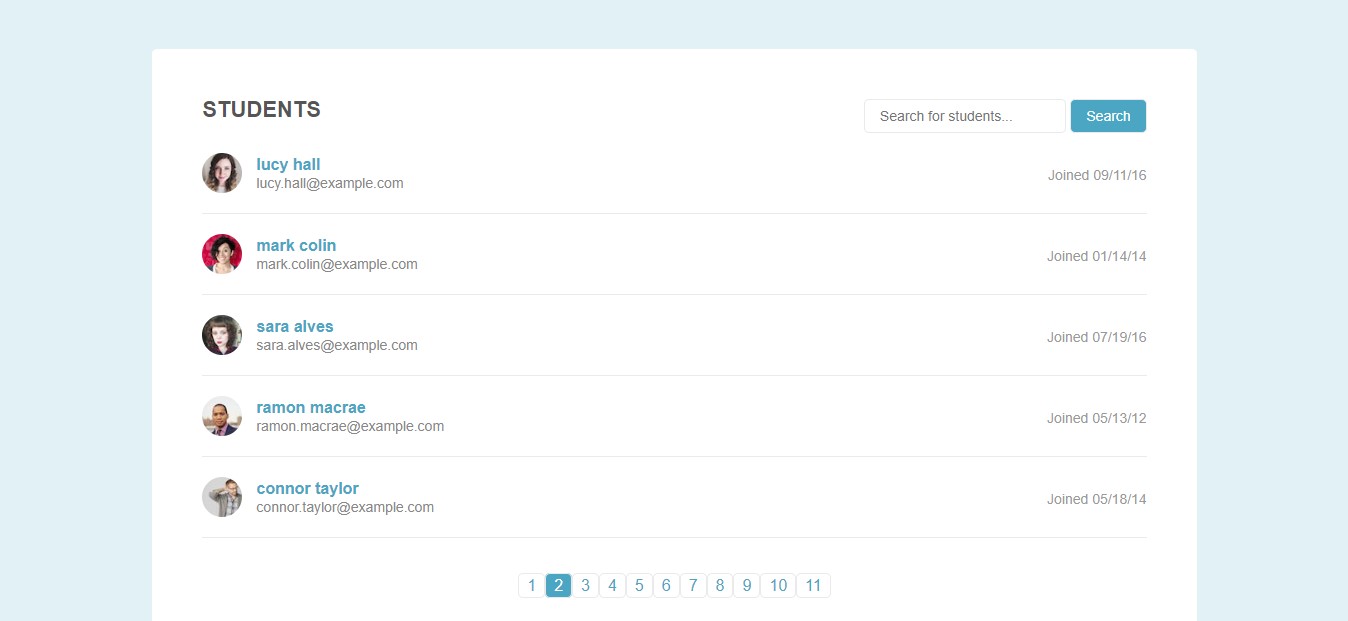 STUDENTS
Search for students...
Search
lucy hall
lucy.hall@example.com
Joined 09/11/16
mark colin
mark.colin@example.com
Joined 01/14/14
sara alves
sara.alves@example.com
Joined 07/19/16
ramon macrae
ramon.macrae@example.com
Joined 05/13/12
connor taylor
connor.taylor@example.com
Joined 05/18/14
1 2 3 4 5 6 7 8 9 10 11